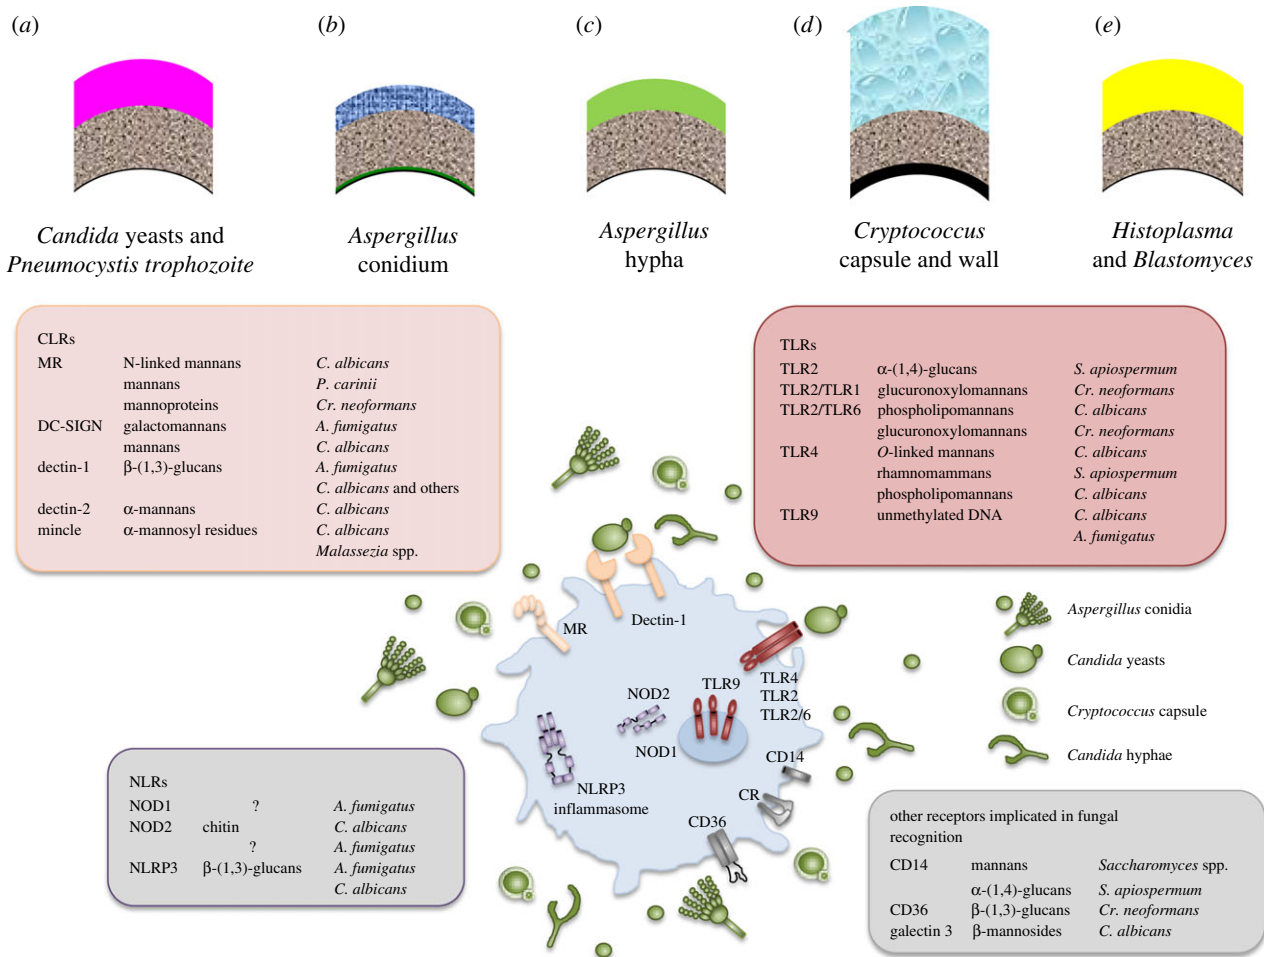 (a) (b) (c) (d) (e)
Candida yeasts and
Pneumocystis trophozoite
Aspergillus
conidium
Aspergillus
hypha
Cryptococcus
capsule and wall
Histoplasma
and Blastomyces
CLRs
MR N-linked mannans C. albicans
mannans P. carinii
mannoproteins Cr. neoformans
DC-SIGN galactomannans A. fumigatus
mannans C. albicans
dectin-1 β-(1,3)-glucans A. fumigatus
C. albicans and others
dectin-2 α-mannans C. albicans
mincle α-mannosyl residues C. albicans
Malassezia spp.
TLRs
TLR2 α-(1,4)-glucans S. apiospermum
TLR2/TLR1 glucuronoxylomannans Cr. neoformans
TLR2/TLR6 phospholipomannans C. albicans
glucuronoxylomannans Cr. neoformans
TLR4 O-linked mannans C. albicans
rhamnomammans S. apiospermum
phospholipomannans C. albicans
TLR9 unmethylated DNA C. albicans
A. fumigatus
MR
Dectin-1
TLR4
TLR2
TLR2/6
TLR9
NOD2
NOD1
NLRP3
inflammasome
CD14
CR
CD36
Aspergillus conidia
Candida yeasts
Cryptococcus capsule
Candida hyphae
NLRs
NOD1 ? A. fumigatus
NOD2 chitin C. albicans
? A. fumigatus
NLRP3 β-(1,3)-glucans A. fumigatus
C. albicans
other receptors implicated in fungal
recognition
CD14 mannans Saccharomyces spp.
α-(1,4)-glucans S. apiospermum
CD36 β-(1,3)-glucans Cr. neoformans
galectin 3 β-mannosides C. albicans